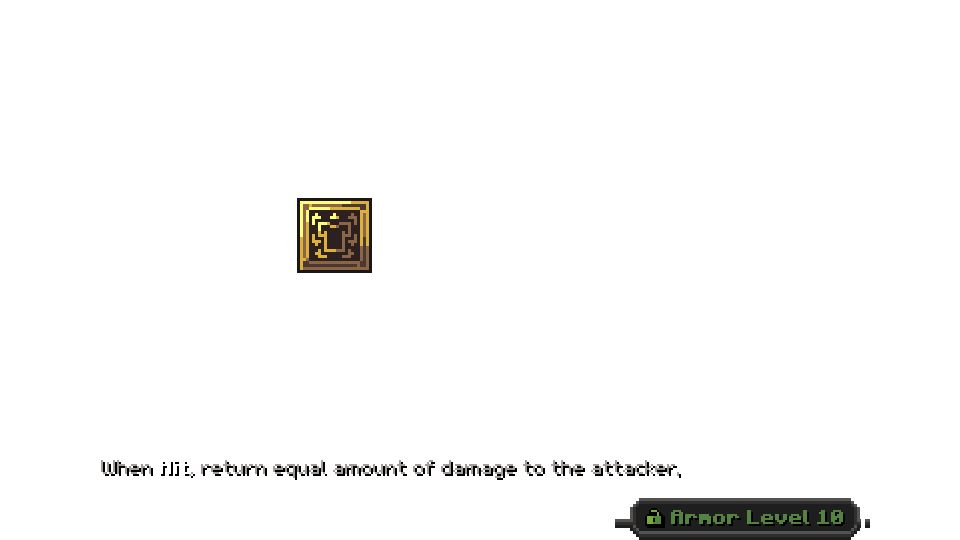 When Hit, return equal amount of damage to the attacker.
Armor Level 10